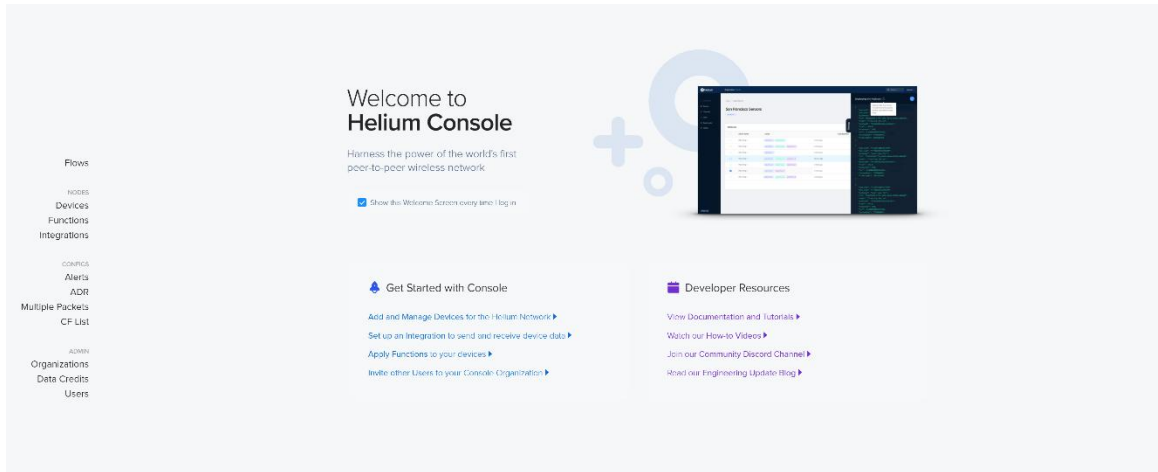 Welcome to
Helium Console
Harness the power of the world's first
peer-to-peer wireless network
Show this Welcome Screen every time I log in
Flows
NODES
Devices
Functions
Integrations
CONFIGS
Alerts
ADR
Multiple Packets
CF List
ADMIN
Organizations
Data Credits
Users
Get Started with Console
Add and Manage Devices for the Helium Network
Set up an Integration to send and receive device data
Apply Functions to your devices
Invite other Users to your Console Organization
Developer Resources
View Documentation and Tutorials
Watch our How-to Videos
Join our Community Discord Channel
Read our Engineering Update Blog